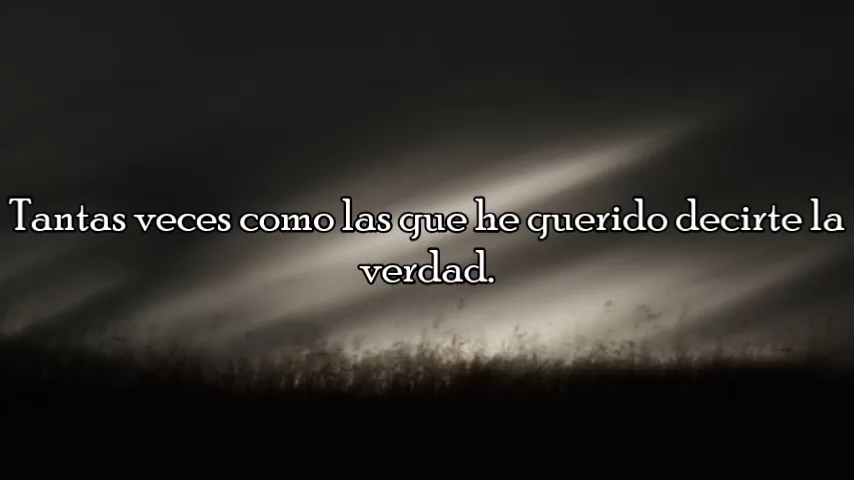 Tantas veces como las que he querido decirte la
verdad.